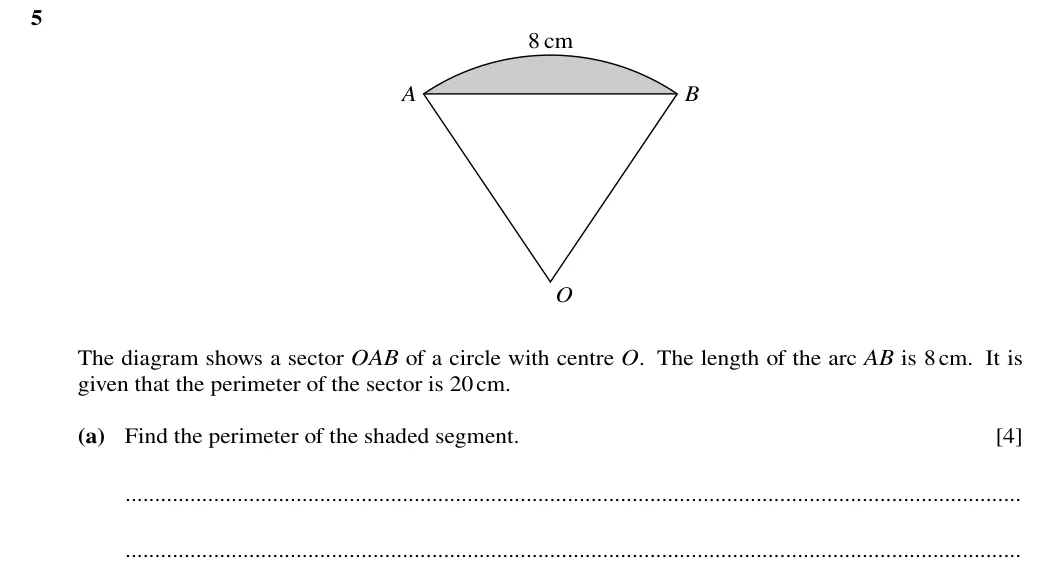 5
8 cm
A
B
O
The diagram shows a sector OAB of a circle with centre O. The length of the arc AB is 8 cm. It is
given that the perimeter of the sector is 20 cm.
(a) Find the perimeter of the shaded segment. [4]